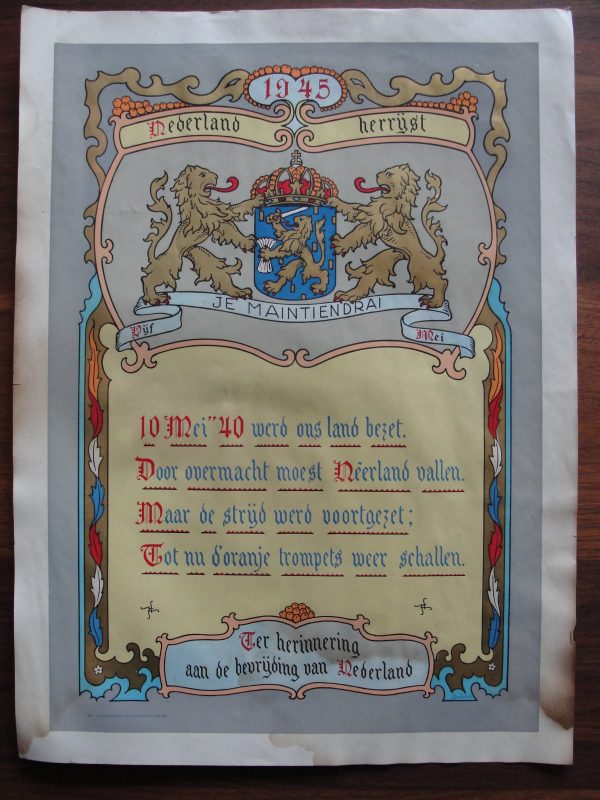 1945
Nederland herrijst
JE MAINTIENDRAI
Vijf Mei
10 Mei "40 werd ons land bezet.
Door overmacht moest Néerland vallen.
Maar de strijd werd voortgezet;
Tot nu d'oranje trompets weer schallen.
Ter herinnering
aan de bevrijding van Nederland